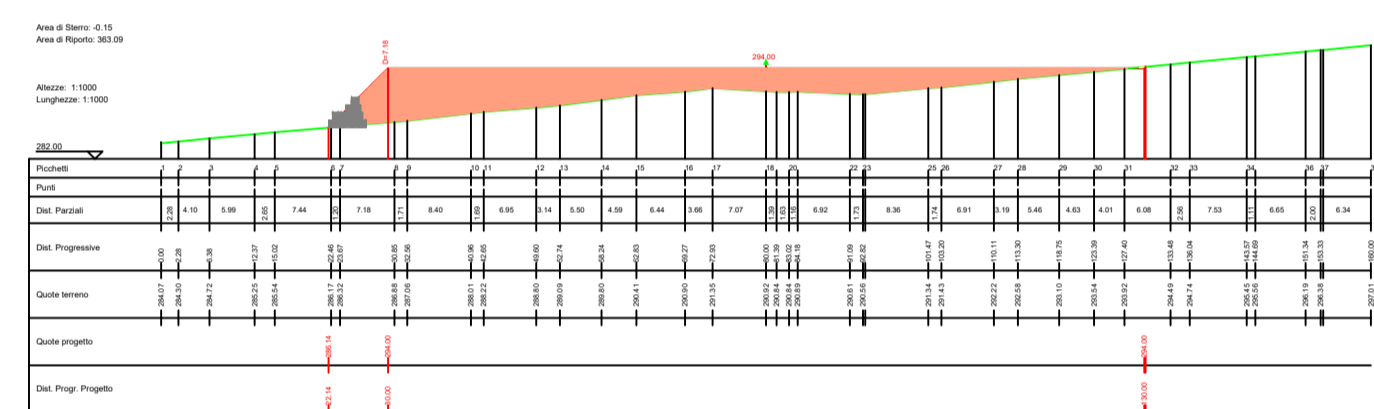 Area di Sterro: -0.15
Area di Riporto: 363.09
D=7.18
294.00
Altezze: 1:1000
Lunghezze: 1:1000
282.00
Picchetti 1 2 3 4 5 6 7 8 9 10 11 12 13 14 15 16 17 18 20 22 23 25 26 27 28 29 30 31 32 33 34 36 37
Punti
Dist. Parziali 2.28 4.10 5.99 2.65 7.44 1.20 7.18 1.71 8.40 1.69 6.95 3.14 5.50 4.59 6.44 3.66 7.07 1.39 1.63 1.16 6.92 1.73 8.36 1.74 6.91 3.19 5.46 4.63 4.01 6.08 2.56 7.53 1.11 6.65 2.00 6.34
Dist. Progressive 0.00 2.28 6.38 12.37 15.02 22.46 23.67 30.85 32.56 40.96 42.65 49.60 52.74 58.24 62.83 69.27 72.93 80.00 81.39 83.02 84.18 91.09 92.82 101.47 103.20 110.11 113.30 118.75 123.39 127.40 133.48 136.04 143.57 144.69 151.34 153.33 160.00
Quote terreno 284.07 284.30 284.72 285.25 285.54 286.17 286.32 286.88 287.06 288.01 288.22 288.80 289.09 289.80 290.41 290.90 291.35 290.92 290.84 290.84 290.89 290.61 290.56 291.34 291.43 292.22 292.58 293.10 293.54 293.92 294.49 294.74 295.45 295.56 296.19 296.38 297.01
Quote progetto 286.14 294.00 294.00
Dist. Progr. Progetto 22.14 30.00 130.00